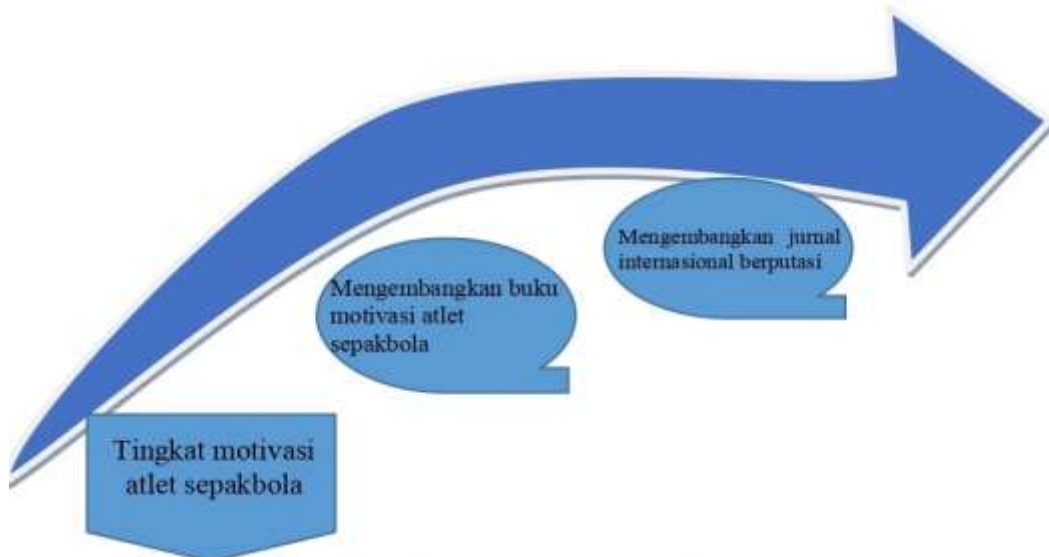 Mengembangkan jurnal
internasional berputasi
Mengembangkan buku
motivasi atlet
sepakbola
Tingkat motivasi
atlet sepakbola